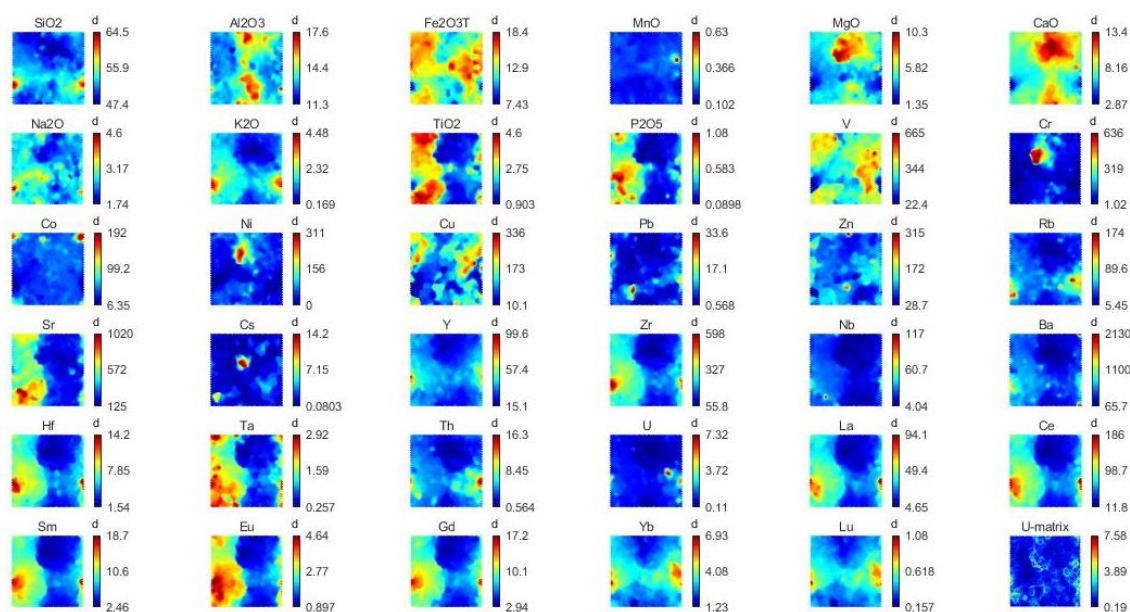 SiO2 d 64.5 55.9 47.4
Al2O3 d 17.6 14.4 11.3
Fe2O3T d 18.4 12.9 7.43
MnO d 0.63 0.366 0.102
MgO d 10.3 5.82 1.35
CaO d 13.4 8.16 2.87
Na2O d 4.6 3.17 1.74
K2O d 4.48 2.32 0.169
TiO2 d 4.6 2.75 0.903
P2O5 d 1.08 0.583 0.0898
V d 665 344 22.4
Cr d 636 319 1.02
Co d 192 99.2 6.35
Ni d 311 156 0
Cu d 336 173 10.1
Pb d 33.6 17.1 0.568
Zn d 315 172 28.7
Rb d 174 89.6 5.45
Sr d 1020 572 125
Cs d 14.2 7.15 0.0803
Y d 99.6 57.4 15.1
Zr d 598 327 55.8
Nb d 117 60.7 4.04
Ba d 2130 1100 65.7
Hf d 14.2 7.85 1.54
Ta d 2.92 1.59 0.257
Th d 16.3 8.45 0.564
U d 7.32 3.72 0.11
La d 94.1 49.4 4.65
Ce d 186 98.7 11.8
Sm d 18.7 10.6 2.46
Eu d 4.64 2.77 0.897
Gd d 17.2 10.1 2.94
Yb d 6.93 4.08 1.23
Lu d 1.08 0.618 0.157
U-matrix 7.58 3.89 0.19